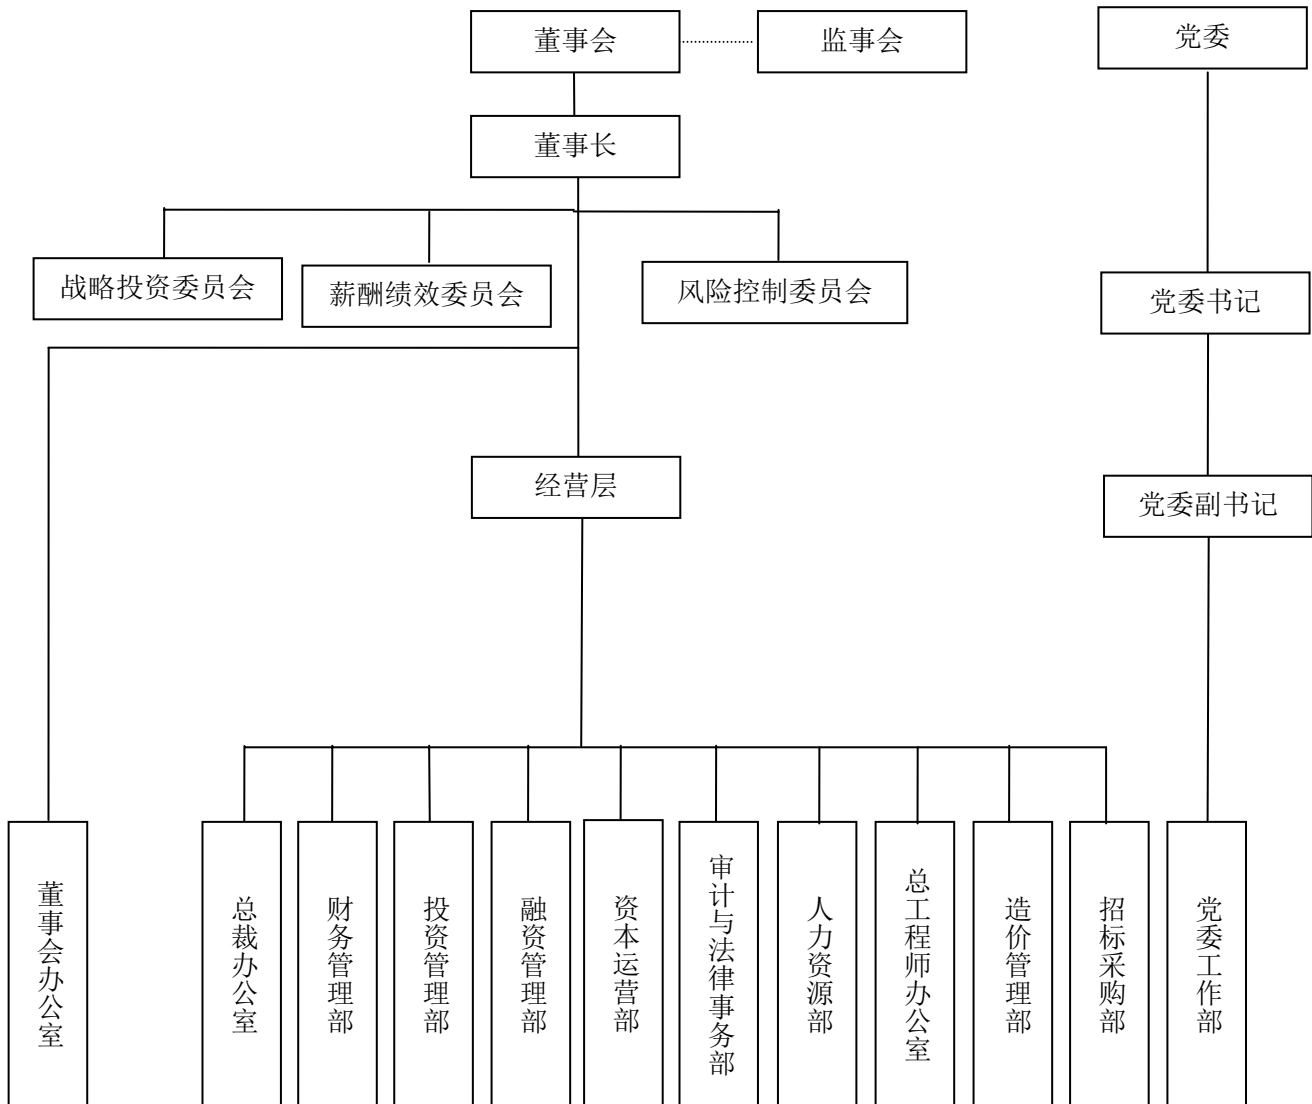 董事会
监事会
党委
董事长
战略投资委员会
薪酬绩效委员会
风险控制委员会
党委书记
经营层
党委副书记
董事会办公室
总裁办公室
财务管理部
投资管理部
融资管理部
资本运营部
审计与法律事务部
人力资源部
总工程师办公室
造价管理部
招标采购部
党委工作部